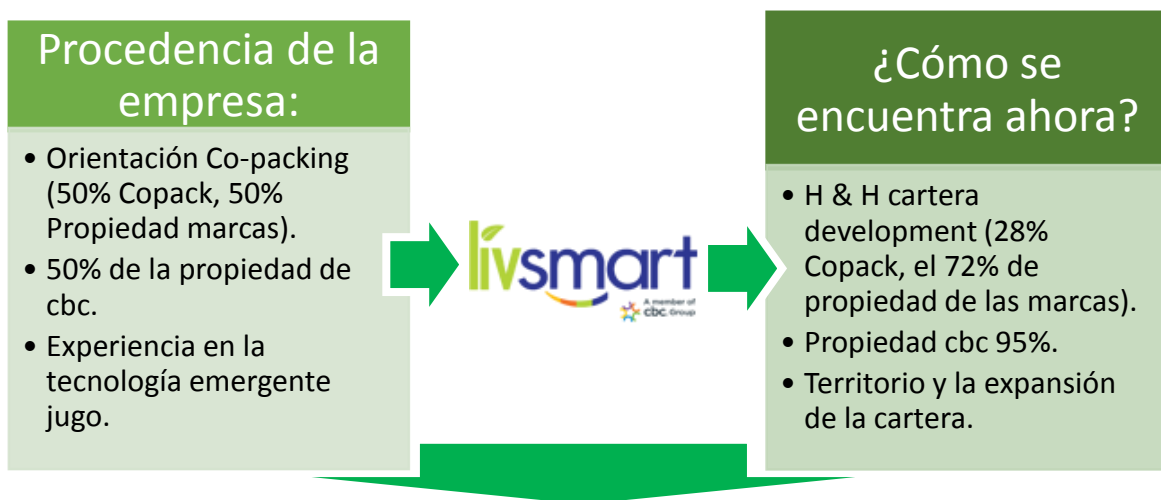 Procedencia de la
empresa:
• Orientación Co-packing
(50% Copack, 50%
Propiedad marcas).
• 50% de la propiedad de
cbc.
• Experiencia en la
tecnología emergente
jugo.
livsmart
A member of
cbc. Group
¿Cómo se
encuentra ahora?
• H & H cartera
development (28%
Copack, el 72% de
propiedad de las marcas).
• Propiedad cbc 95%.
• Territorio y la expansión
de la cartera.